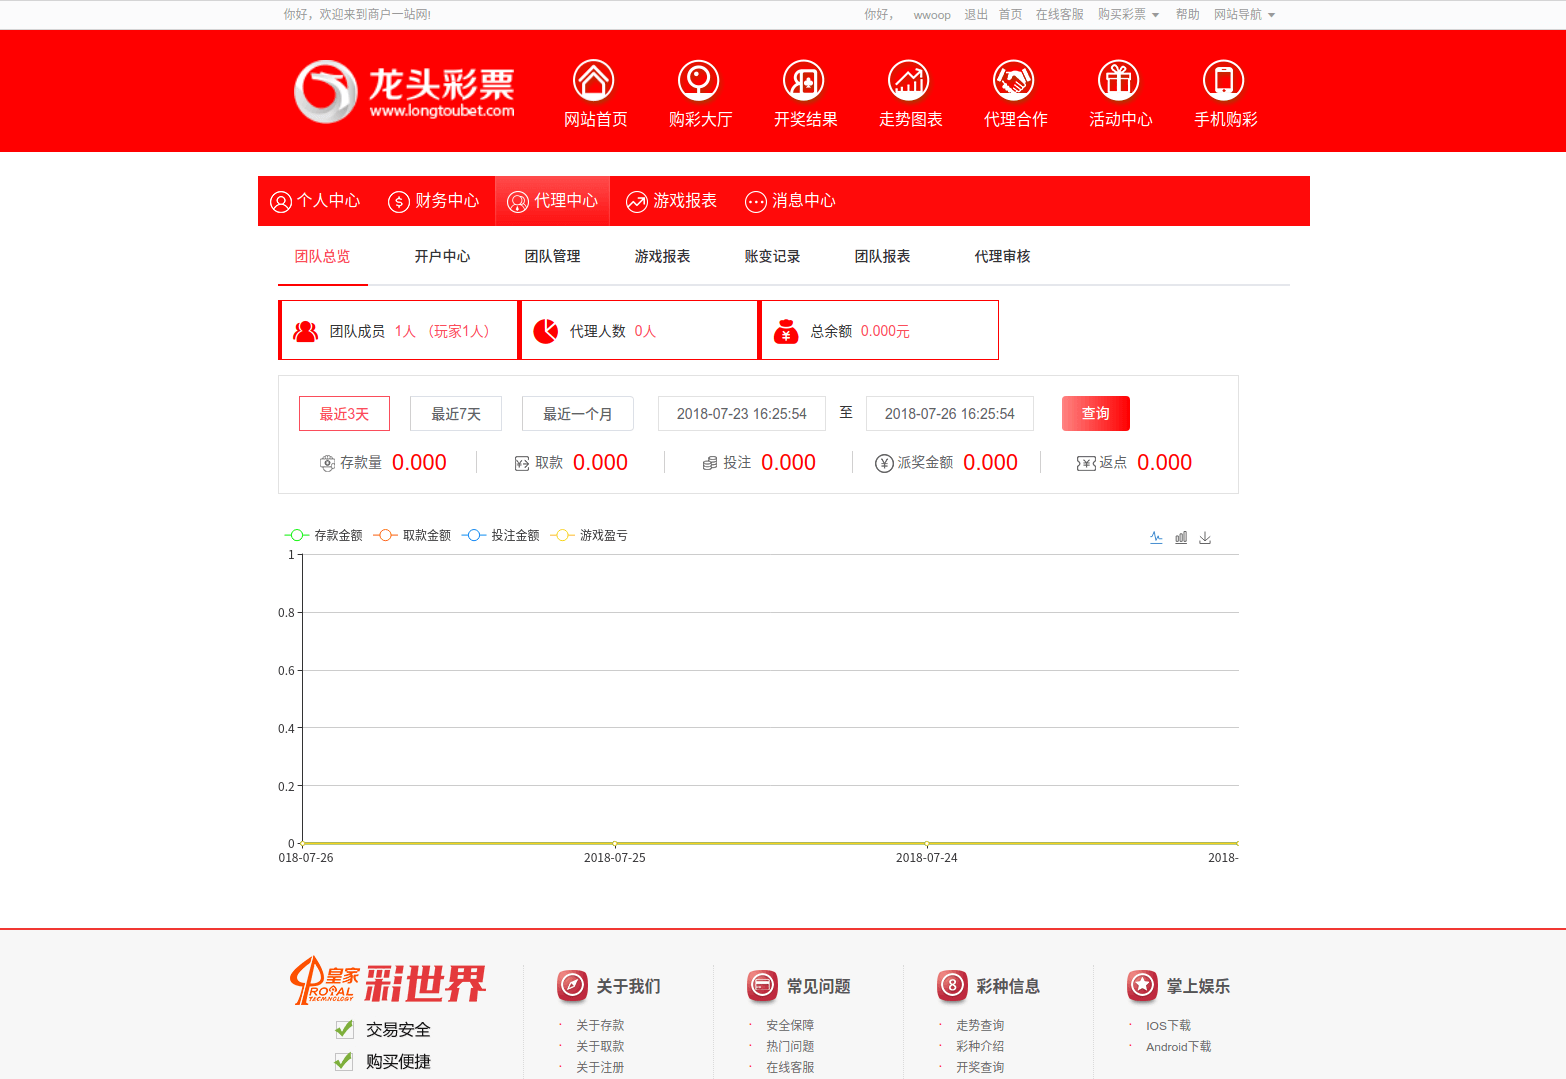 你好，欢迎来到商户一站网!
你好， wwoop 退出 首页 在线客服 购买彩票 帮助 网站导航
龙头彩票
www.longtoubet.com
网站首页 购彩大厅 开奖结果 走势图表 代理合作 活动中心 手机购彩
个人中心 财务中心 代理中心 游戏报表 消息中心
团队总览 开户中心 团队管理 游戏报表 账变记录 团队报表 代理审核
团队成员 1人 （玩家1人） 代理人数 0人 总余额 0.000元
最近3天 最近7天 最近一个月 2018-07-23 16:25:54 至 2018-07-26 16:25:54 查询
存款量 0.000 取款 0.000 投注 0.000 派奖金额 0.000 返点 0.000
存款金额 取款金额 投注金额 游戏盈亏
1
0.8
0.6
0.4
0.2
0
018-07-26 2018-07-25 2018-07-24 2018-
皇家 彩世界
ROYAL
TECMNOLOGY
交易安全
购买便捷
关于我们
关于存款
关于取款
关于注册
常见问题
安全保障
热门问题
在线客服
8 彩种信息
走势查询
彩种介绍
开奖查询
掌上娱乐
IOS下载
Android下载